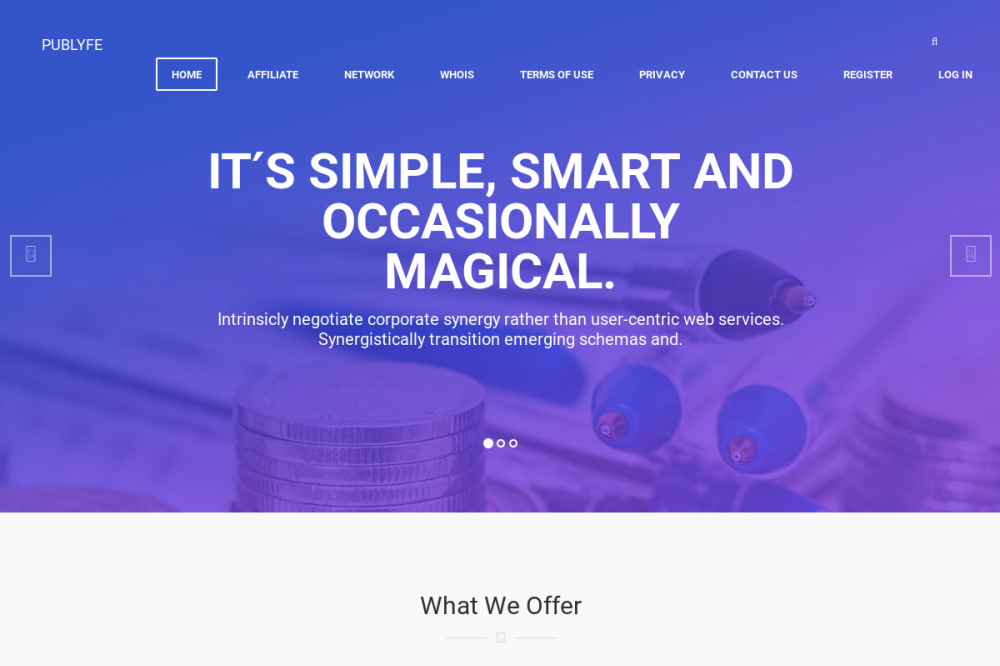 PUBLYFE
HOME AFFILIATE NETWORK WHOIS TERMS OF USE PRIVACY CONTACT US REGISTER LOG IN
IT´S SIMPLE, SMART AND
OCCASIONALLY
MAGICAL.
Intrinsicly negotiate corporate synergy rather than user-centric web services.
Synergistically transition emerging schemas and.
What We Offer